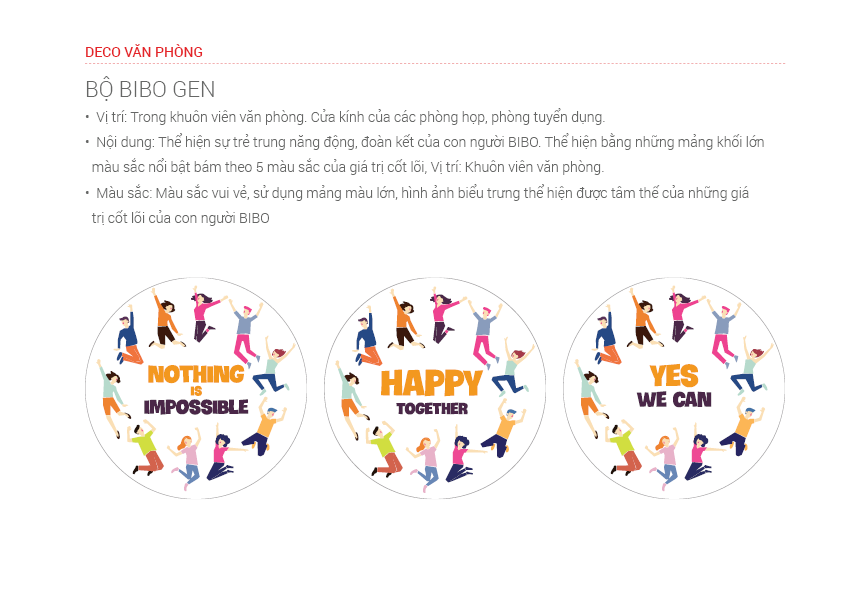 DECO VĂN PHÒNG
BỘ BIBO GEN
• Vị trí: Trong khuôn viên văn phòng. Cửa kính của các phòng họp, phòng tuyển dụng.
• Nội dung: Thể hiện sự trẻ trung năng động, đoàn kết của con người BIBO. Thể hiện bằng những mảng khối lớn
màu sắc nổi bật bám theo 5 màu sắc của giá trị cốt lõi, Vị trí: Khuôn viên văn phòng.
• Màu sắc: Màu sắc vui vẻ, sử dụng mảng màu lớn, hình ảnh biểu trưng thể hiện được tâm thế của những giá
trị cốt lõi của con người BIBO
NOTHING
IS
IMPOSSIBLE
HAPPY
TOGETHER
YES
WE CAN